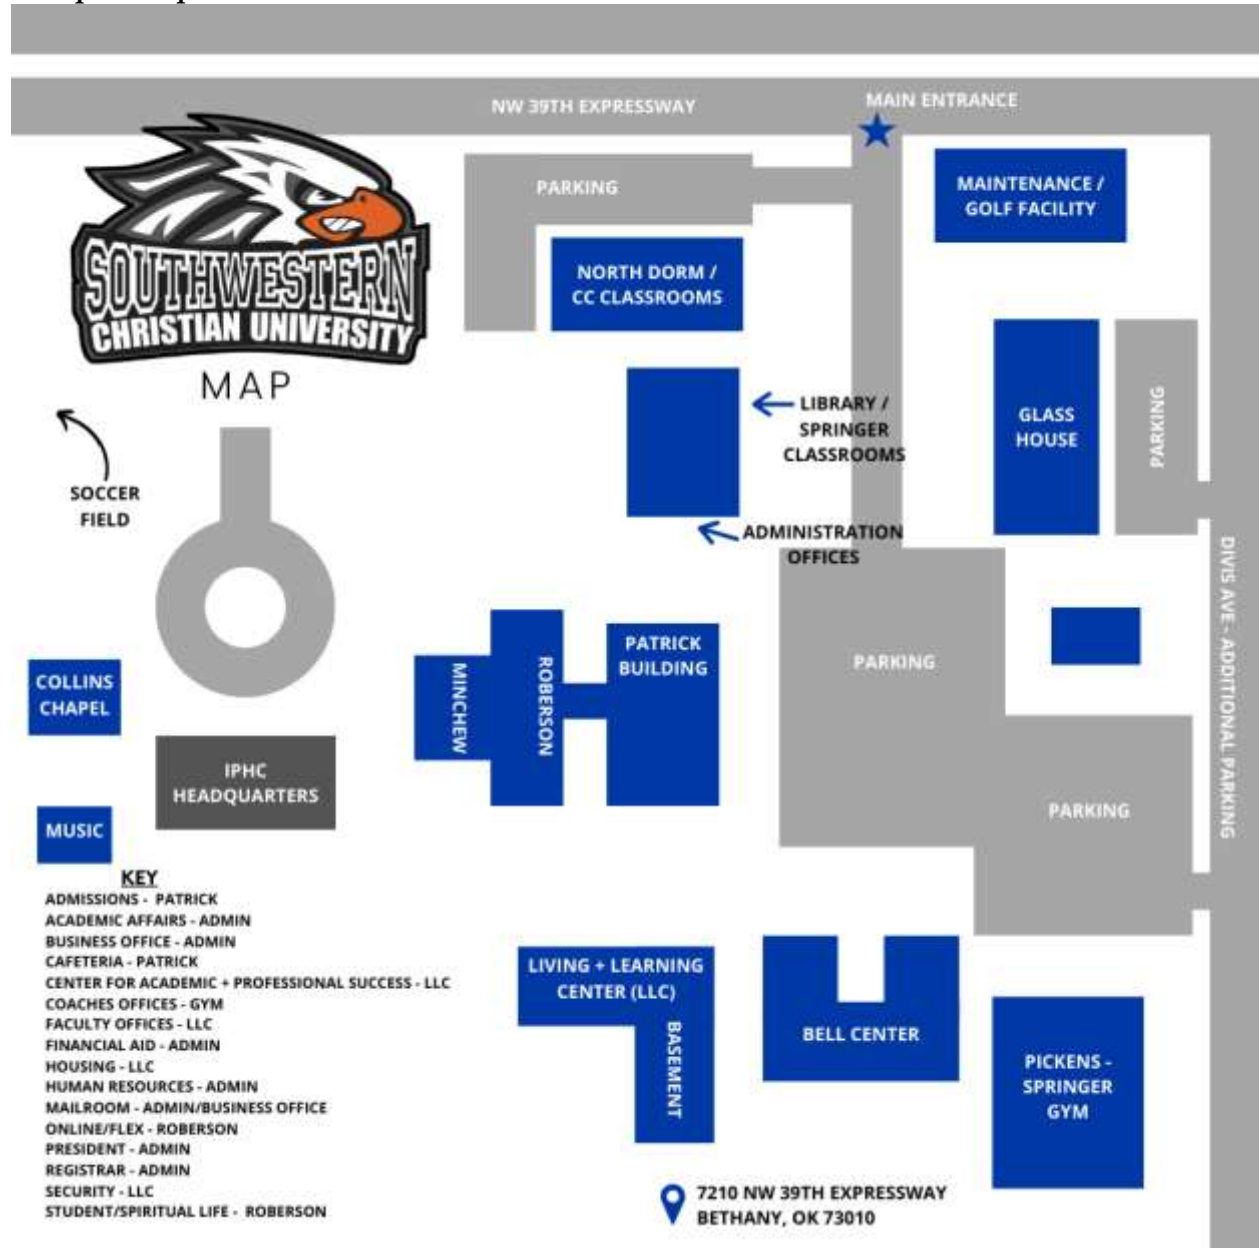 NW 39TH EXPRESSWAY
MAIN ENTRANCE
PARKING
MAINTENANCE /
GOLF FACILITY
SOUTHWESTERN
CHRISTIAN UNIVERSITY
MAP
NORTH DORM /
CC CLASSROOMS
LIBRARY /
SPRINGER
CLASSROOMS
GLASS
HOUSE
PARKING
SOCCER
FIELD
ADMINISTRATION
OFFICES
DIVIS AVE - ADDITIONAL PARKING
COLLINS
CHAPEL
MINCHEW
ROBERSON
PATRICK
BUILDING
PARKING
IPHC
HEADQUARTERS
PARKING
MUSIC
KEY
ADMISSIONS - PATRICK
ACADEMIC AFFAIRS - ADMIN
BUSINESS OFFICE - ADMIN
CAFETERIA - PATRICK
CENTER FOR ACADEMIC + PROFESSIONAL SUCCESS - LLC
COACHES OFFICES - GYM
FACULTY OFFICES - LLC
FINANCIAL AID - ADMIN
HOUSING - LLC
HUMAN RESOURCES - ADMIN
MAILROOM - ADMIN/BUSINESS OFFICE
ONLINE/FLEX - ROBERSON
PRESIDENT - ADMIN
REGISTRAR - ADMIN
SECURITY - LLC
STUDENT/SPIRITUAL LIFE - ROBERSON
LIVING + LEARNING
CENTER (LLC)
BASEMENT
BELL CENTER
PICKENS -
SPRINGER
GYM
7210 NW 39TH EXPRESSWAY
BETHANY, OK 73010